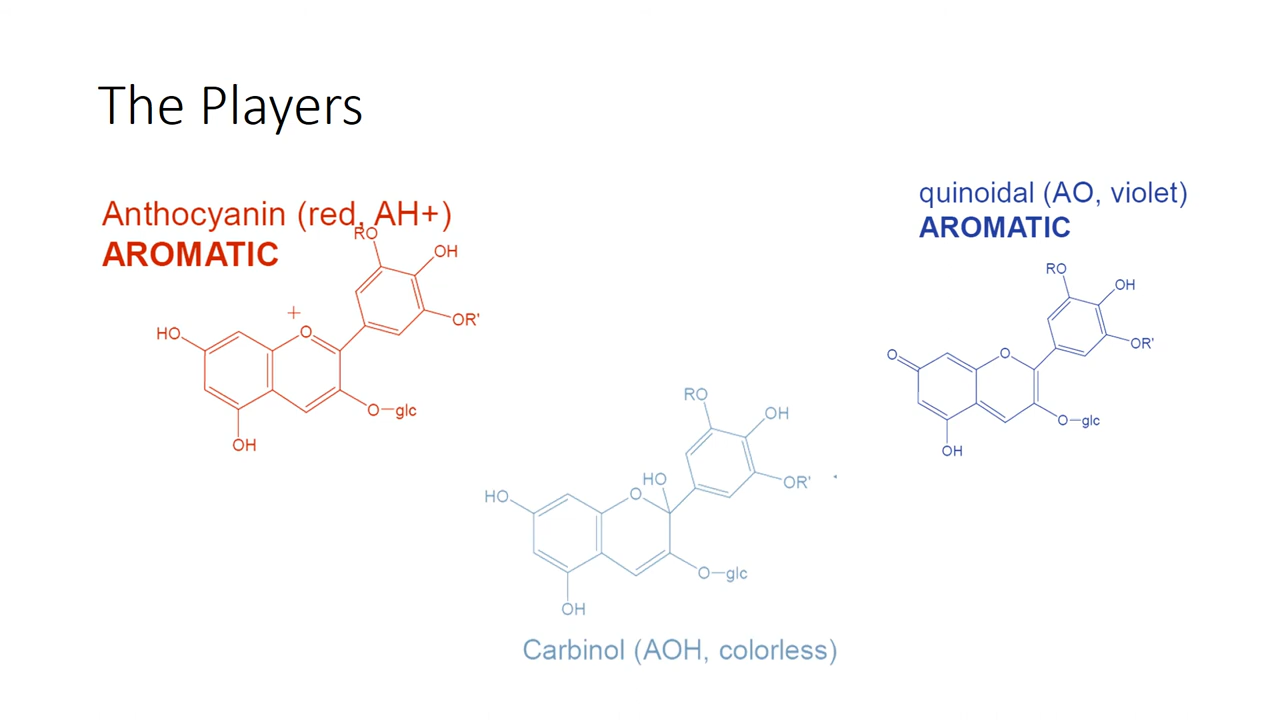 The Players
Anthocyanin (red, AH+)
AROMATIC
RO
OH
+
HO
O
OR'
O—glc
OH
RO
OH
HO
HO
O
OR'
O—glc
OH
Carbinol (AOH, colorless)
quinoidal (AO, violet)
AROMATIC
RO
OH
O
O
OR'
O—glc
OH